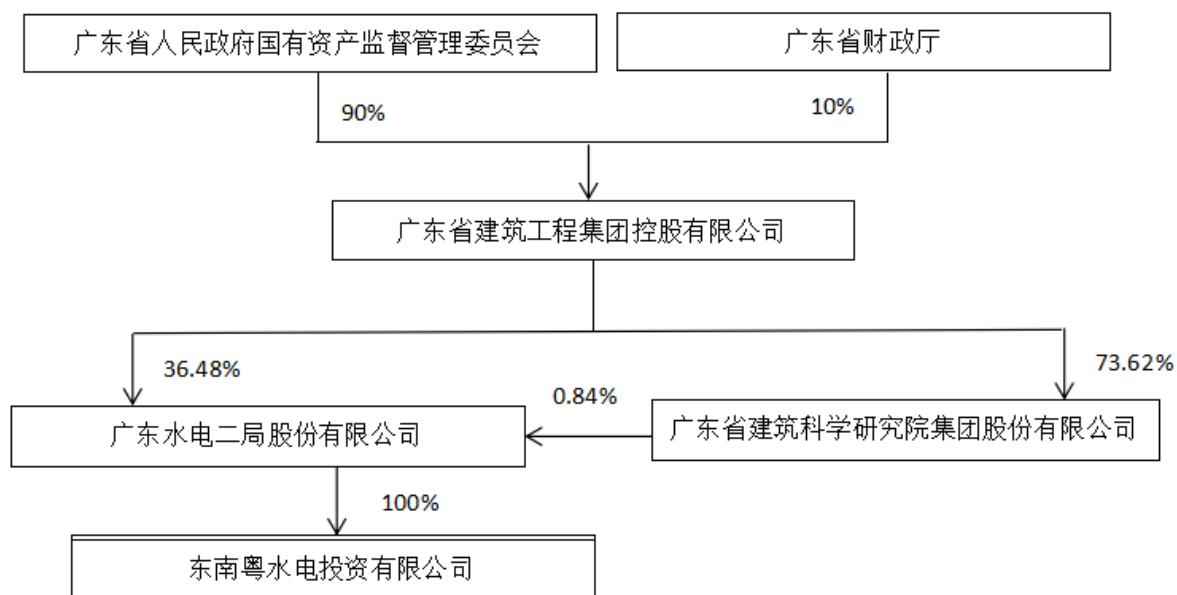 广东省人民政府国有资产监督管理委员会
广东省财政厅
90%
10%
广东省建筑工程集团控股有限公司
36.48%
73.62%
0.84%
广东水电二局股份有限公司
广东省建筑科学研究院集团股份有限公司
100%
东南粤水电投资有限公司